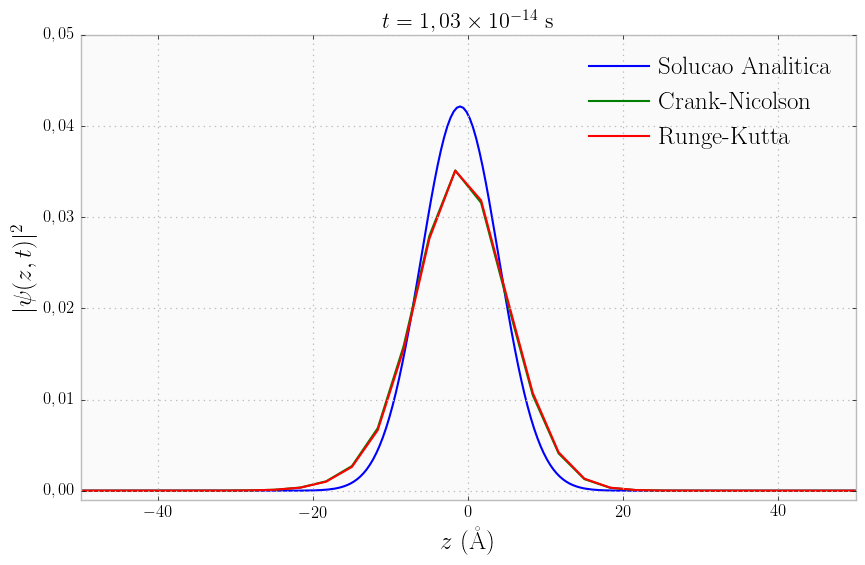 t = 1,03 × 10⁻¹⁴ s
0,05
0,04
0,03
0,02
0,01
0,00
|ψ(z, t)|²
Solucao Analitica
Crank-Nicolson
Runge-Kutta
−40 −20 0 20 40
z (Å)